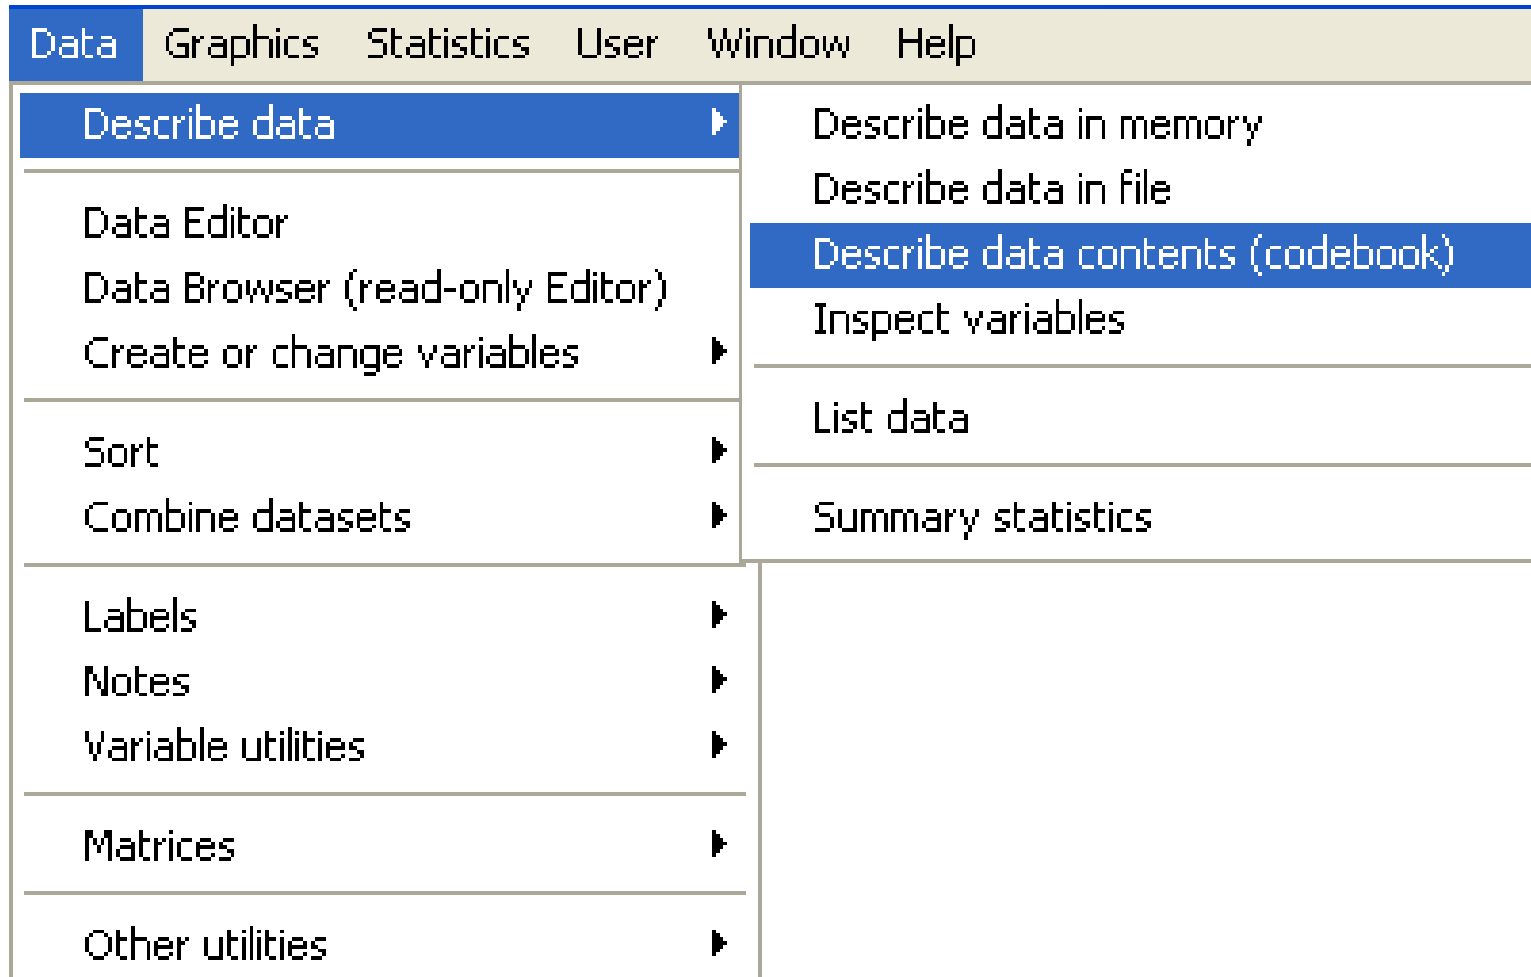 Data Graphics Statistics User Window Help
Describe data
Data Editor
Data Browser (read-only Editor)
Create or change variables
Sort
Combine datasets
Labels
Notes
Variable utilities
Matrices
Other utilities
Describe data in memory
Describe data in file
Describe data contents (codebook)
Inspect variables
List data
Summary statistics